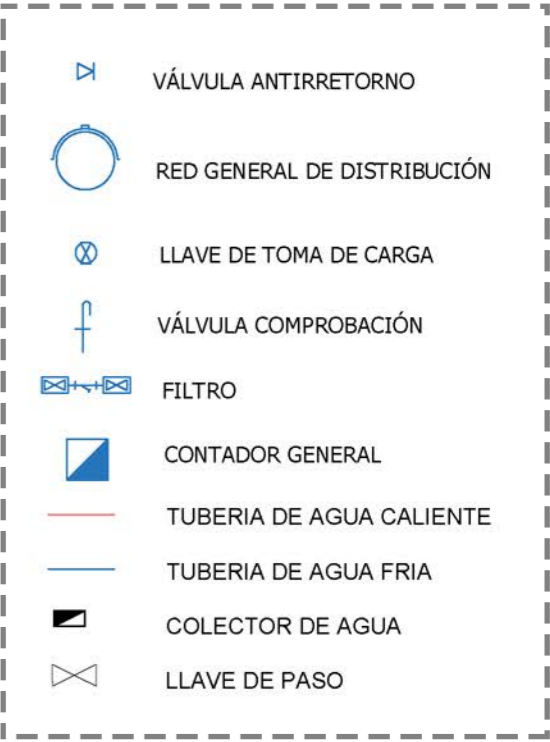 VÁLVULA ANTIRRETORNO
RED GENERAL DE DISTRIBUCIÓN
LLAVE DE TOMA DE CARGA
VÁLVULA COMPROBACIÓN
FILTRO
CONTADOR GENERAL
TUBERIA DE AGUA CALIENTE
TUBERIA DE AGUA FRIA
COLECTOR DE AGUA
LLAVE DE PASO